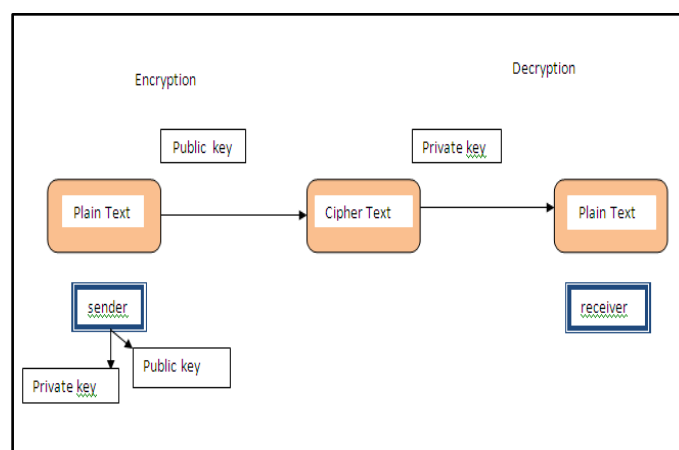 Encryption
Decryption
Public key
Private key
Plain Text
Cipher Text
Plain Text
sender
receiver
Public key
Private key